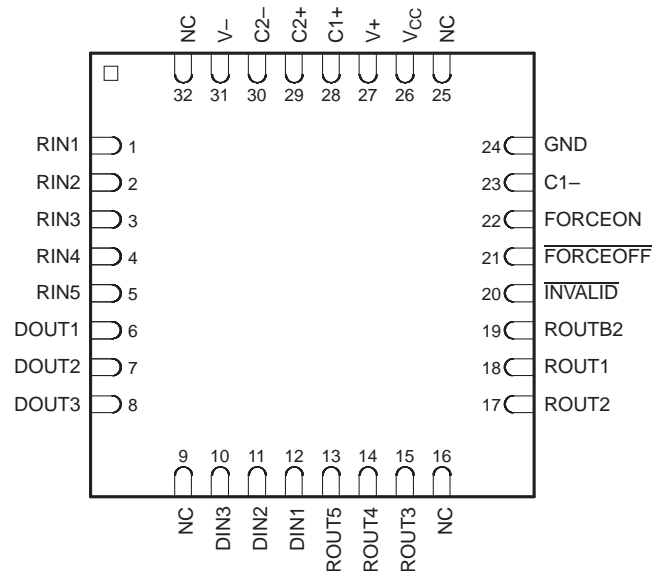 NC V– C2– C2+ C1+ V+ VCC NC
32 31 30 29 28 27 26 25
RIN1 1 24 GND
RIN2 2 23 C1–
RIN3 3 22 FORCEON
RIN4 4 21 FORCEOFF
RIN5 5 20 INVALID
DOUT1 6 19 ROUTB2
DOUT2 7 18 ROUT1
DOUT3 8 17 ROUT2
9 10 11 12 13 14 15 16
NC DIN3 DIN2 DIN1 ROUT5 ROUT4 ROUT3 NC